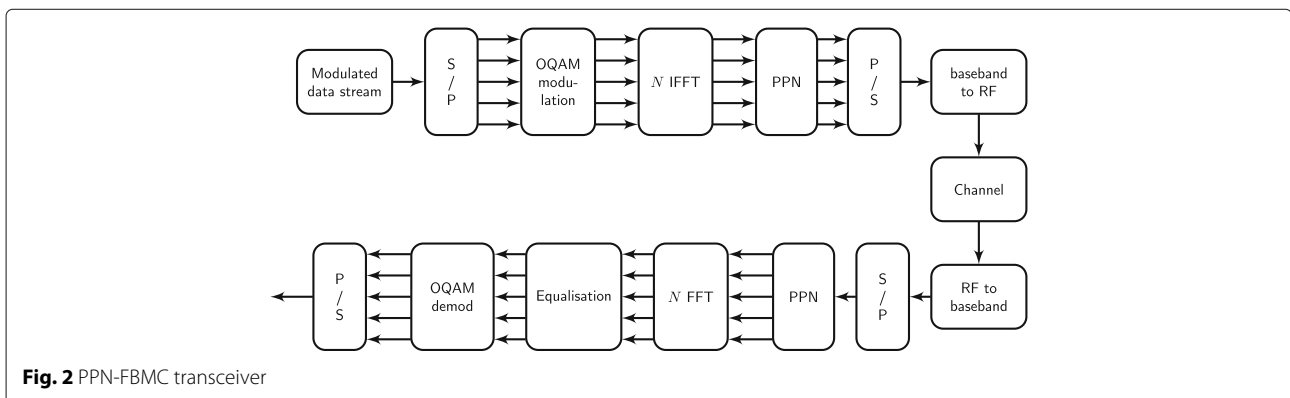 Modulated
data stream
S
/
P
OQAM
modu-
lation
N IFFT
PPN
P
/
S
baseband
to RF
Channel
P
/
S
OQAM
demod
Equalisation
N FFT
PPN
S
/
P
RF to
baseband
Fig. 2 PPN-FBMC transceiver